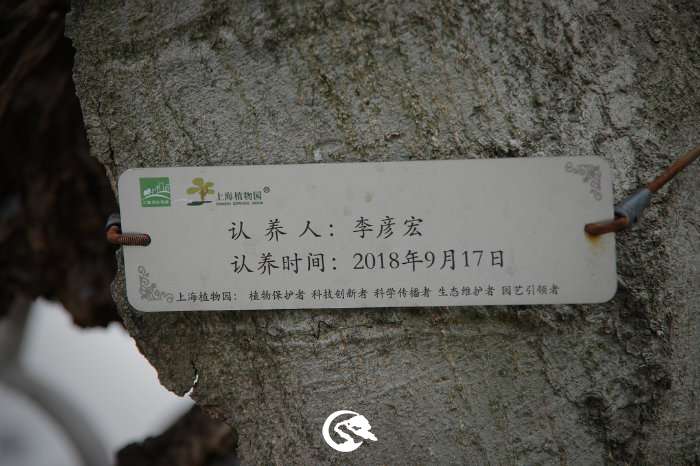 上海植物园®
认养人：李彦宏
认养时间：2018年9月17日
上海植物园： 植物保护者 科技创新者 科学传播者 生态维护者 园艺引领者